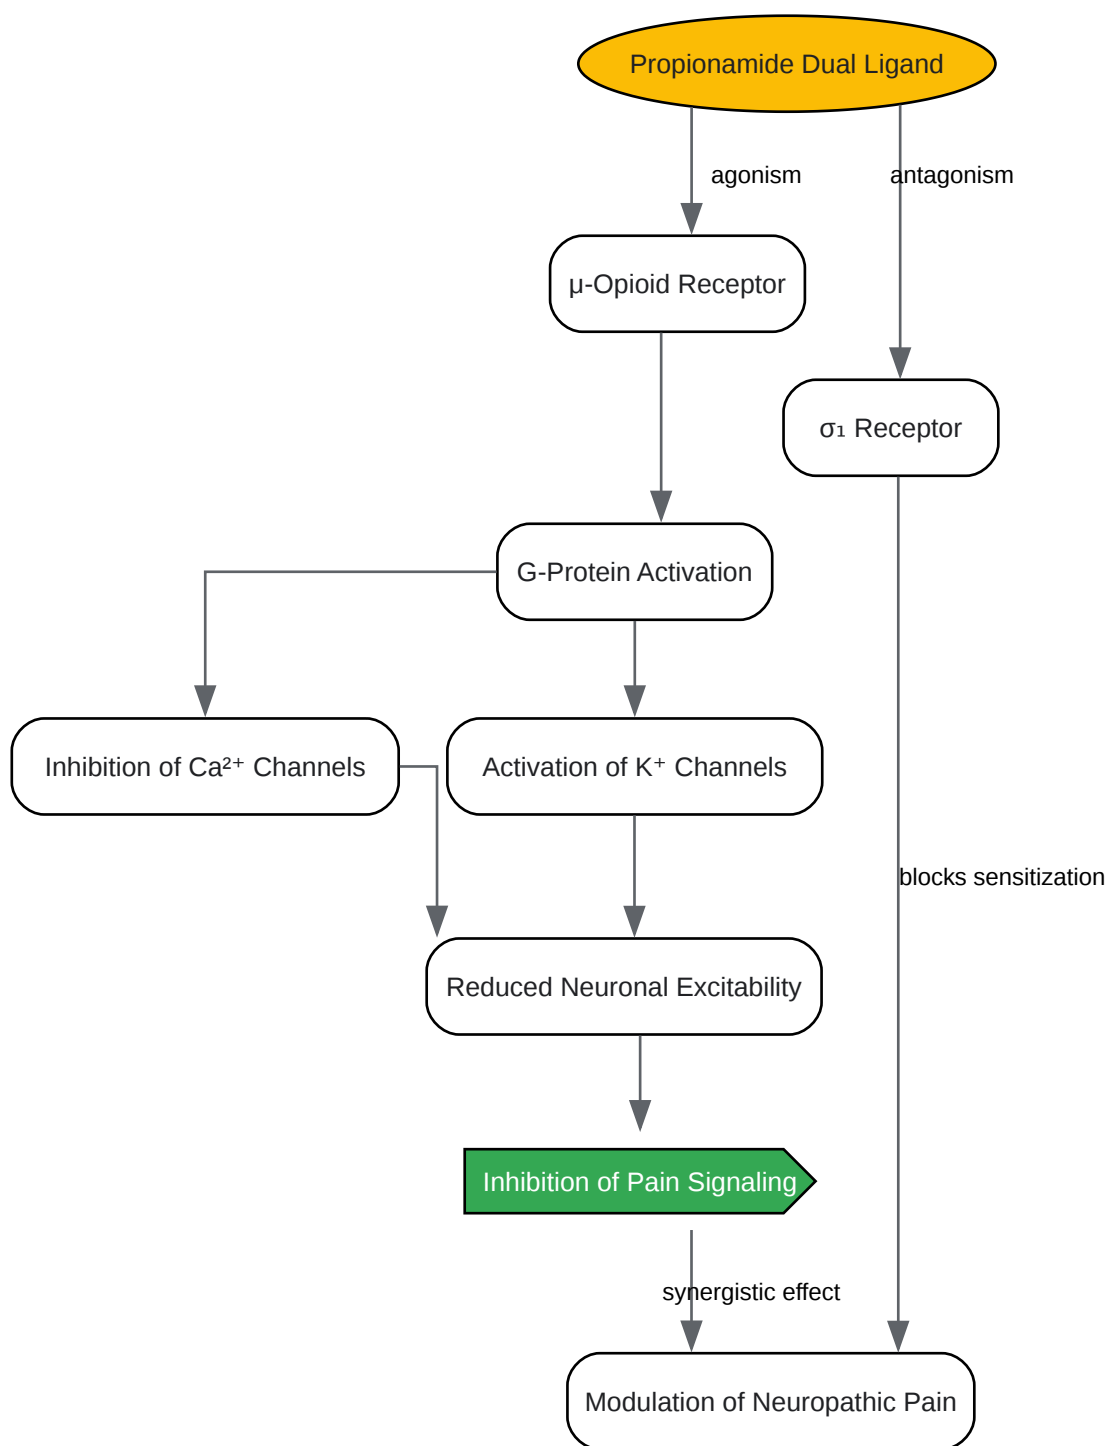 Propionamide Dual Ligand
agonism
antagonism
μ-Opioid Receptor
σ₁ Receptor
G-Protein Activation
Inhibition of Ca²⁺ Channels
Activation of K⁺ Channels
blocks sensitization
Reduced Neuronal Excitability
Inhibition of Pain Signaling
synergistic effect
Modulation of Neuropathic Pain